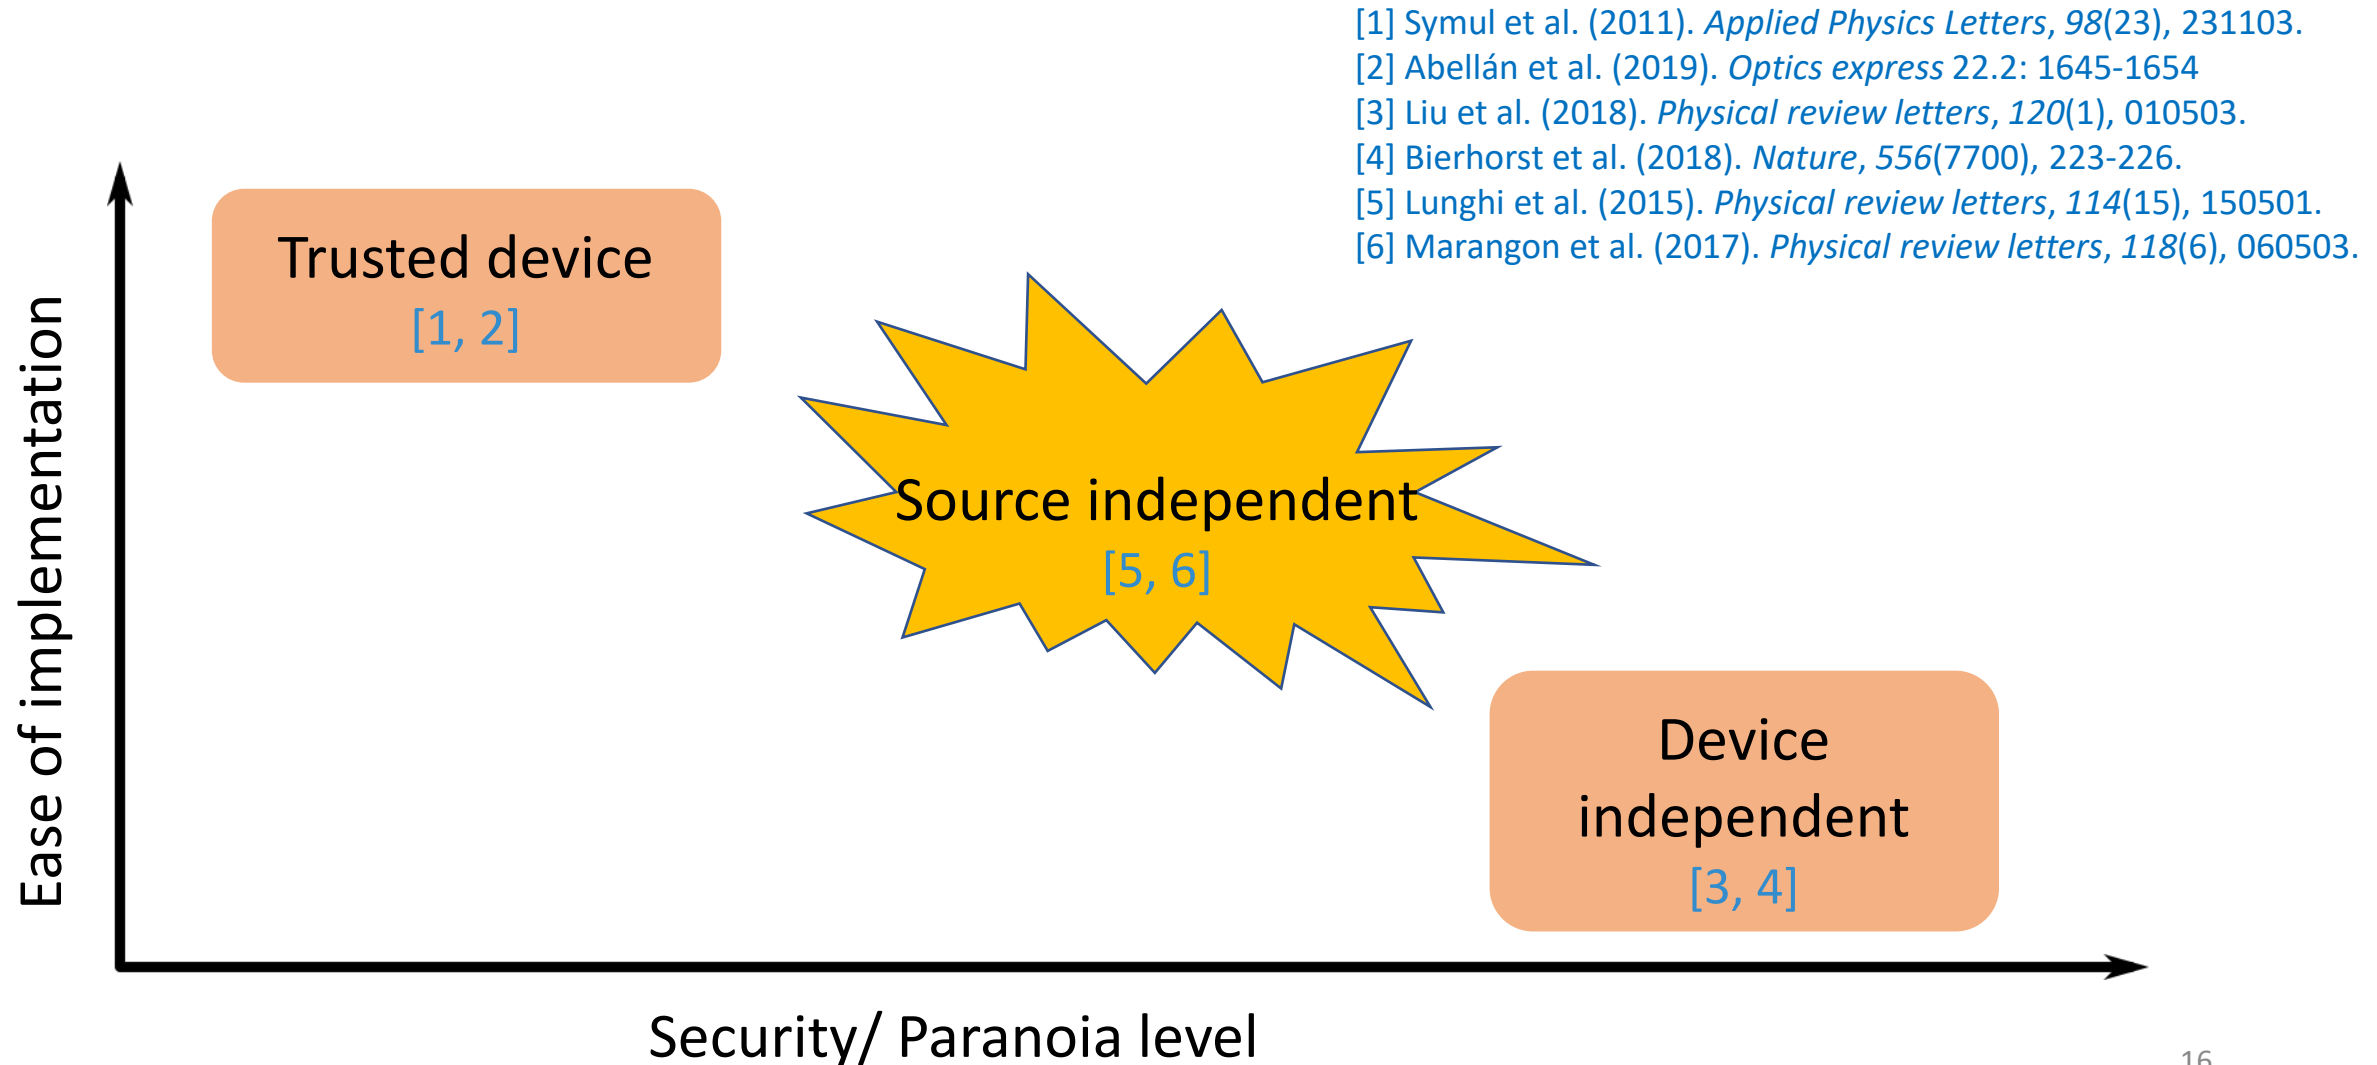 [1] Symul et al. (2011). Applied Physics Letters, 98(23), 231103.
[2] Abellán et al. (2019). Optics express 22.2: 1645-1654
[3] Liu et al. (2018). Physical review letters, 120(1), 010503.
[4] Bierhorst et al. (2018). Nature, 556(7700), 223-226.
[5] Lunghi et al. (2015). Physical review letters, 114(15), 150501.
[6] Marangon et al. (2017). Physical review letters, 118(6), 060503.
Trusted device
[1, 2]
Ease of implementation
Source independent
[5, 6]
Device
independent
[3, 4]
Security/ Paranoia level
16